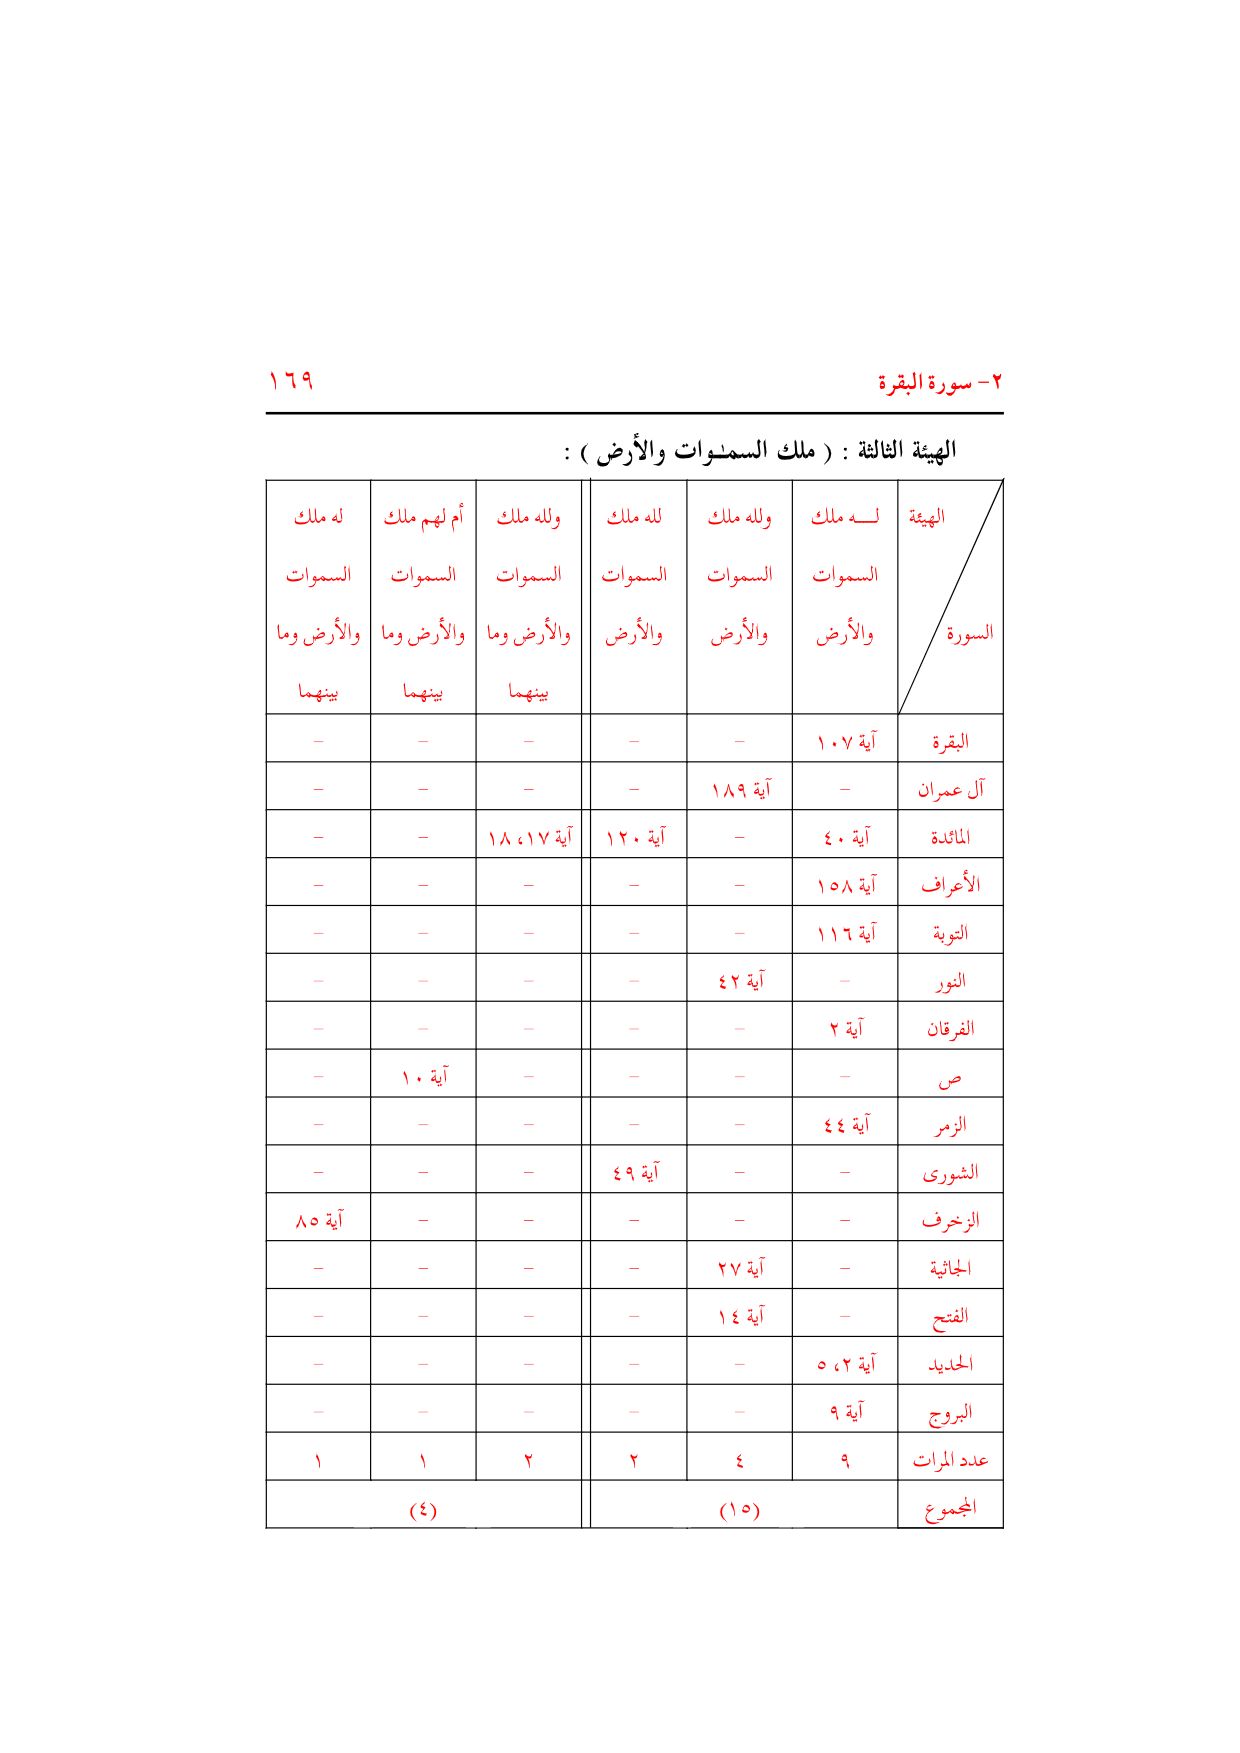 ٢- سورة البقرة ١٦٩
الهيئة الثالثة : ( ملك السمـٰوات والأرض ) :
الهيئة لـــه ملك ولله ملك لله ملك ولله ملك أم لهم ملك له ملك
السموات السموات السموات السموات السموات السموات
السورة والأرض والأرض والأرض والأرض وما والأرض وما والأرض وما
بينهما بينهما بينهما
البقرة آية ١٠٧ – – – – –
آل عمران – آية ١٨٩ – – – –
المائدة آية ٤٠ – آية ١٢٠ آية ١٧، ١٨ – –
الأعراف آية ١٥٨ – – – – –
التوبة آية ١١٦ – – – – –
النور – آية ٤٢ – – – –
الفرقان آية ٢ – – – – –
ص – – – – آية ١٠ –
الزمر آية ٤٤ – – – – –
الشورى – – آية ٤٩ – – –
الزخرف – – – – – آية ٨٥
الجاثية – آية ٢٧ – – – –
الفتح – آية ١٤ – – – –
الحديد آية ٢، ٥ – – – – –
البروج آية ٩ – – – – –
عدد المرات ٩ ٤ ٢ ٢ ١ ١
المجموع (١٥) (٤)